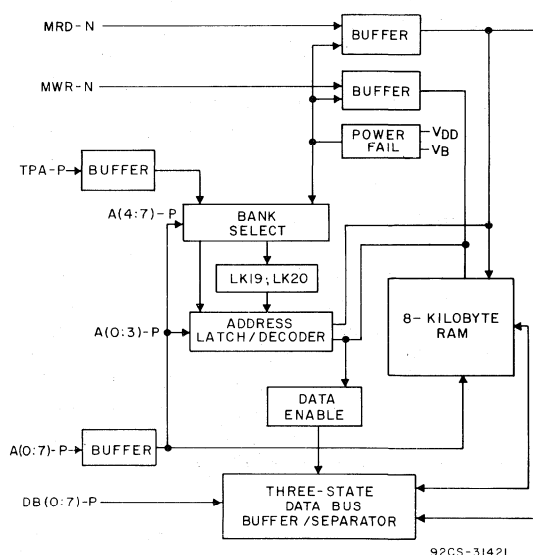 MRD-N
BUFFER
MWR-N
BUFFER
POWER
FAIL
VDD
VB
TPA-P
BUFFER
A(4:7)-P
BANK
SELECT
LK19; LK20
A(0:3)-P
ADDRESS
LATCH/DECODER
8-KILOBYTE
RAM
DATA
ENABLE
A(0:7)-P
BUFFER
DB(0:7)-P
THREE-STATE
DATA BUS
BUFFER/SEPARATOR
92CS-31421